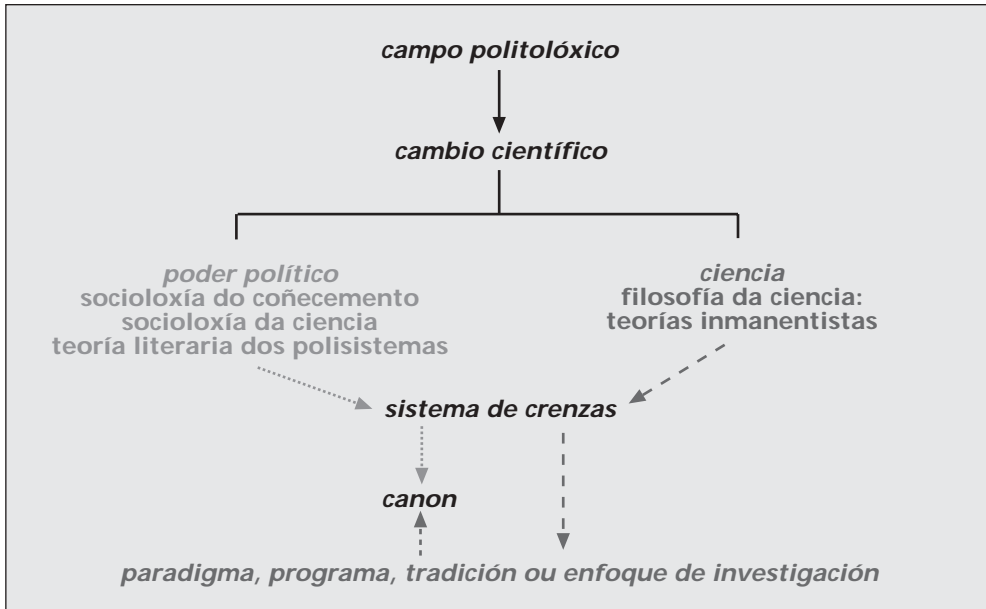 campo politolóxico
cambio científico
poder político
socioloxía do coñecemento
socioloxía da ciencia
teoría literaria dos polisistemas
ciencia
filosofía da ciencia:
teorías inmanentistas
sistema de crenzas
canon
paradigma, programa, tradición ou enfoque de investigación